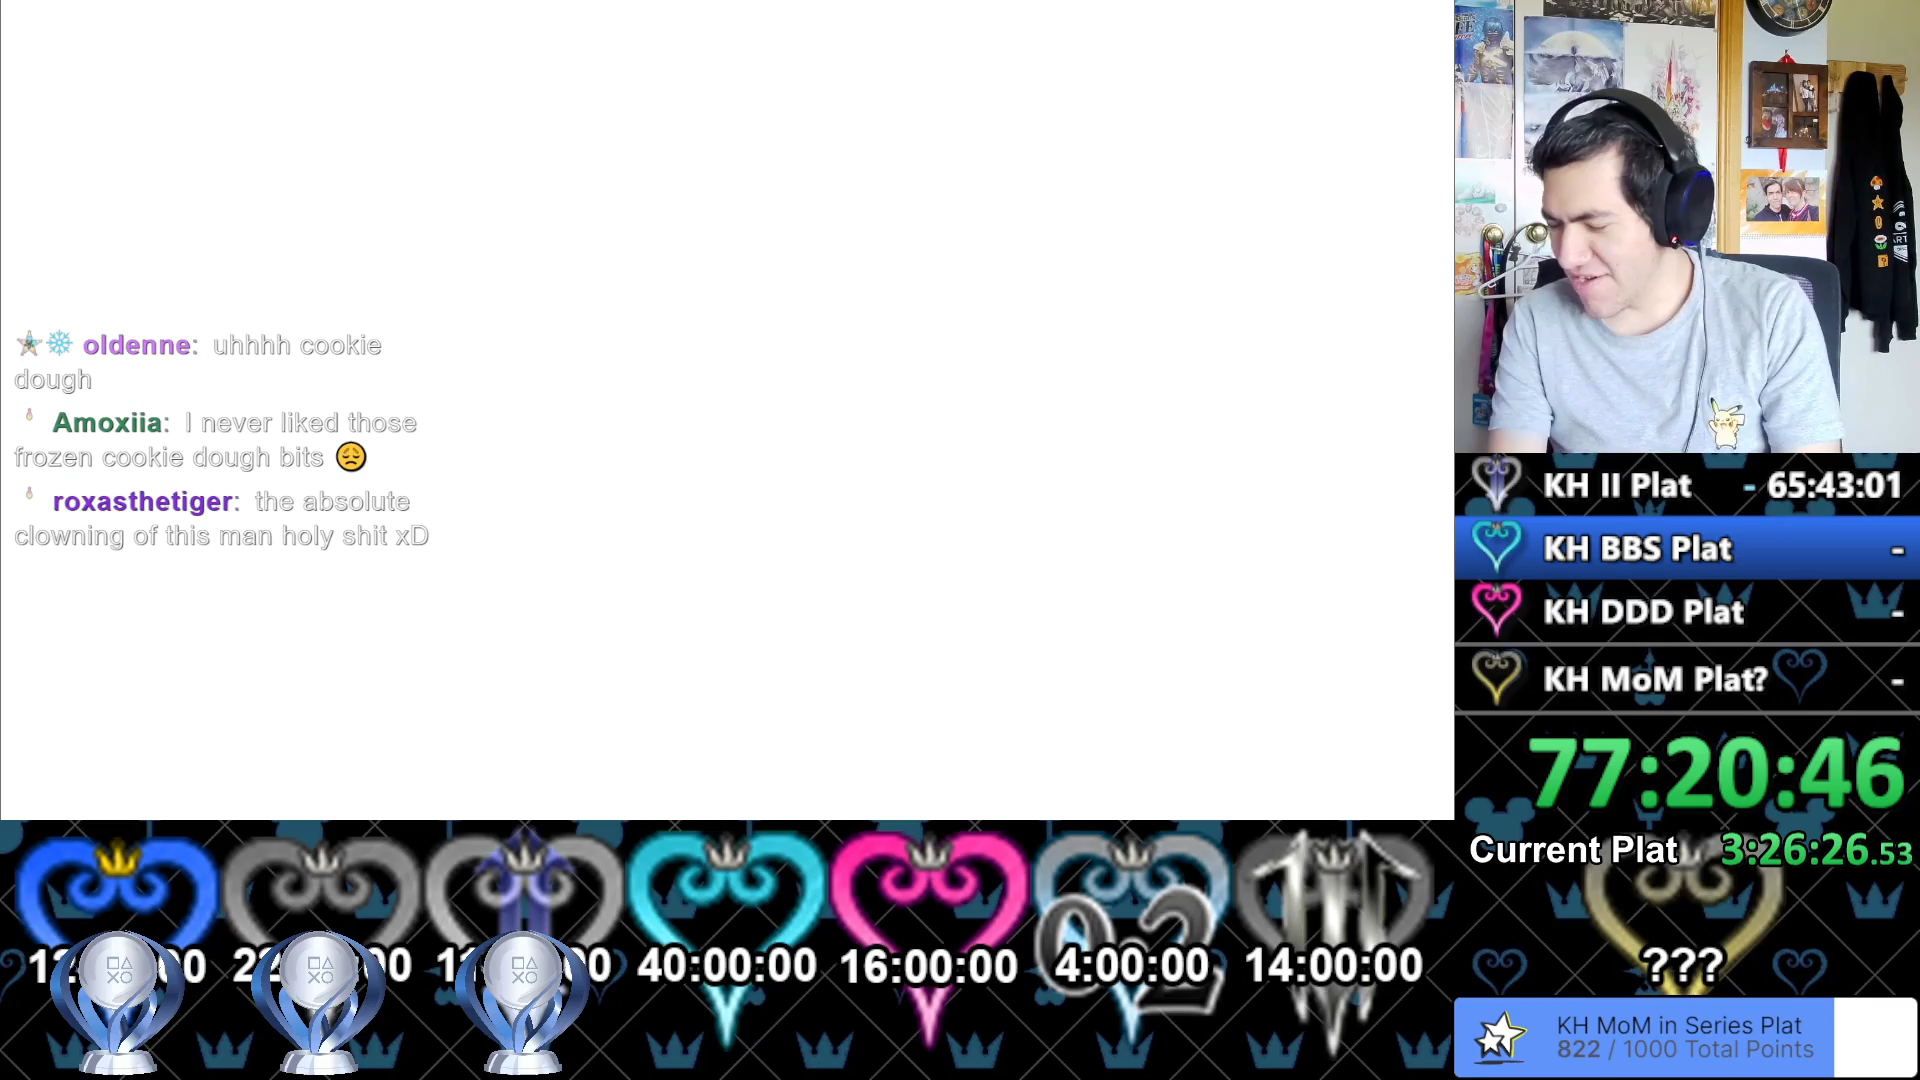 oldenne: uhhhh cookie
dough
Amoxiia: I never liked those
frozen cookie dough bits 😔
roxasthetiger: the absolute
clowning of this man holy shit xD
KH II Plat - 65:43:01
KH BBS Plat -
KH DDD Plat -
KH MoM Plat? -
77:20:46
Current Plat 3:26:26.53
40:00:00
16:00:00
02
4:00:00
14:00:00
???
KH MoM in Series Plat
822 / 1000 Total Points